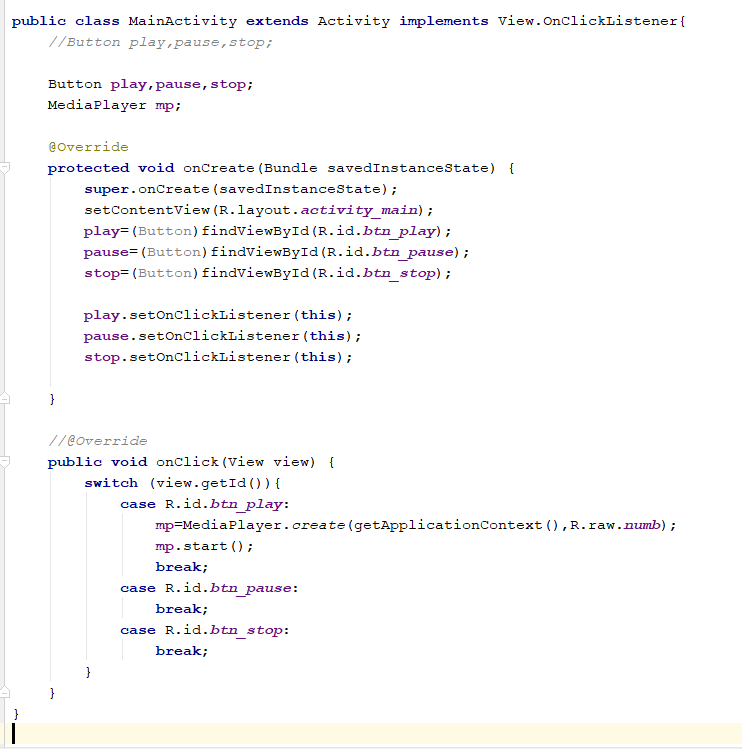 public class MainActivity extends Activity implements View.OnClickListener{
    //Button play,pause,stop;

    Button play,pause,stop;
    MediaPlayer mp;

    @Override
    protected void onCreate(Bundle savedInstanceState) {
        super.onCreate(savedInstanceState);
        setContentView(R.layout.activity_main);
        play=(Button)findViewById(R.id.btn_play);
        pause=(Button)findViewById(R.id.btn_pause);
        stop=(Button)findViewById(R.id.btn_stop);

        play.setOnClickListener(this);
        pause.setOnClickListener(this);
        stop.setOnClickListener(this);

    }

    //@Override
    public void onClick(View view) {
        switch (view.getId()){
            case R.id.btn_play:
                mp=MediaPlayer.create(getApplicationContext(),R.raw.numb);
                mp.start();
                break;
            case R.id.btn_pause:
                break;
            case R.id.btn_stop:
                break;
        }
    }
}